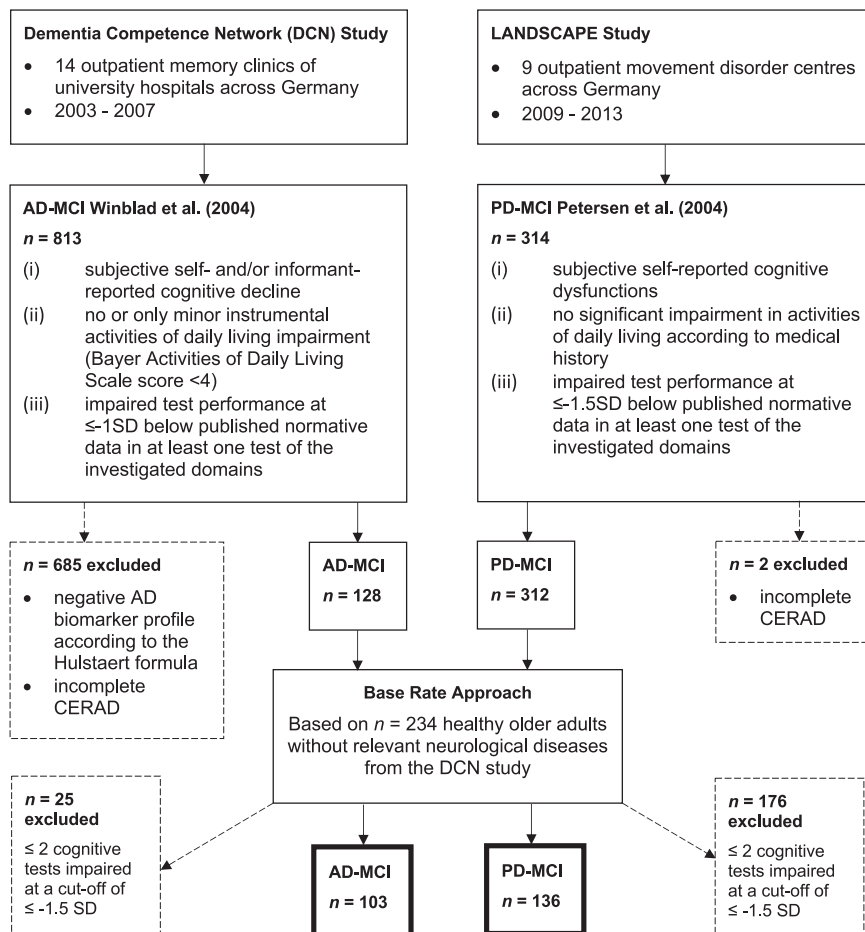 Dementia Competence Network (DCN) Study
• 14 outpatient memory clinics of
university hospitals across Germany
• 2003 - 2007
LANDSCAPE Study
• 9 outpatient movement disorder centres
across Germany
• 2009 - 2013
AD-MCI Winblad et al. (2004)
n = 813
(i) subjective self- and/or informant-
reported cognitive decline
(ii) no or only minor instrumental
activities of daily living impairment
(Bayer Activities of Daily Living
Scale score <4)
(iii) impaired test performance at
≤-1SD below published normative
data in at least one test of the
investigated domains
PD-MCI Petersen et al. (2004)
n = 314
(i) subjective self-reported cognitive
dysfunctions
(ii) no significant impairment in activities
of daily living according to medical
history
(iii) impaired test performance at
≤-1.5SD below published normative
data in at least one test of the
investigated domains
n = 685 excluded
• negative AD
biomarker profile
according to the
Hulstaert formula
• incomplete
CERAD
AD-MCI
n = 128
PD-MCI
n = 312
n = 2 excluded
• incomplete
CERAD
Base Rate Approach
Based on n = 234 healthy older adults
without relevant neurological diseases
from the DCN study
n = 25
excluded
≤ 2 cognitive
tests impaired
at a cut-off of
≤ -1.5 SD
AD-MCI
n = 103
PD-MCI
n = 136
n = 176
excluded
≤ 2 cognitive
tests impaired
at a cut-off of
≤ -1.5 SD